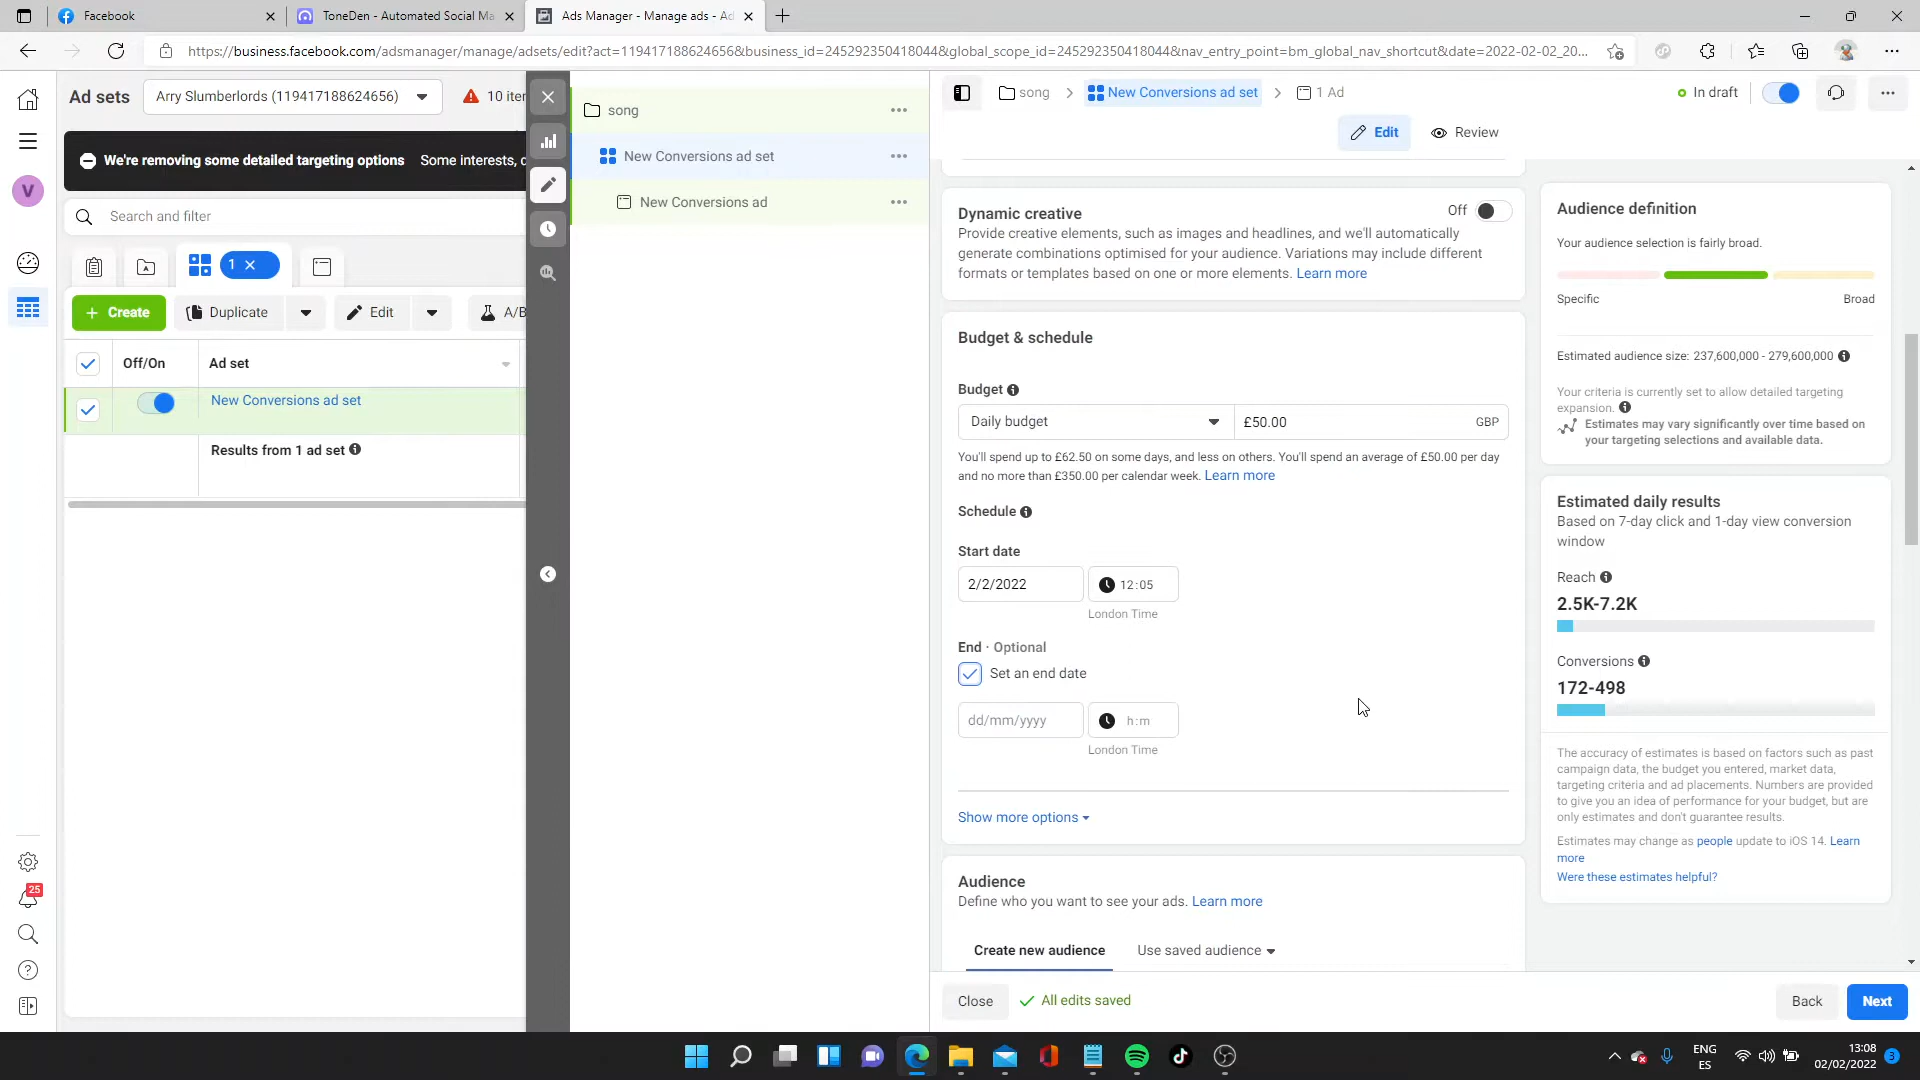 Facebook
ToneDen - Automated Social Ma
Ads Manager - Manage ads - Ad
https://business.facebook.com/adsmanager/manage/adsets/edit?act=119417188624656&business_id=245292350418044&global_scope_id=245292350418044&nav_entry_point=bm_global_nav_shortcut&date=2022-02-02_20...
Ad sets
Arry Slumberlords (119417188624656)
10 iter
song
song
New Conversions ad set
1 Ad
In draft
Edit
Review
We're removing some detailed targeting options
Some interests, c
New Conversions ad set
New Conversions ad
V
Search and filter
1
Create
Duplicate
Edit
A/B
Off/On
Ad set
New Conversions ad set
Results from 1 ad set
25
Dynamic creative
Off
Provide creative elements, such as images and headlines, and we'll automatically
generate combinations optimised for your audience. Variations may include different
formats or templates based on one or more elements. Learn more
Budget & schedule
Budget
Daily budget
£50.00
GBP
You'll spend up to £62.50 on some days, and less on others. You'll spend an average of £50.00 per day
and no more than £350.00 per calendar week. Learn more
Schedule
Start date
2/2/2022
12:05
London Time
End · Optional
Set an end date
dd/mm/yyyy
h:m
London Time
Show more options
Audience
Define who you want to see your ads. Learn more
Create new audience
Use saved audience
Close
All edits saved
Back
Next
Audience definition
Your audience selection is fairly broad.
Specific
Broad
Estimated audience size: 237,600,000 - 279,600,000
Your criteria is currently set to allow detailed targeting
expansion.
Estimates may vary significantly over time based on
your targeting selections and available data.
Estimated daily results
Based on 7-day click and 1-day view conversion
window
Reach
2.5K-7.2K
Conversions
172-498
The accuracy of estimates is based on factors such as past
campaign data, the budget you entered, market data,
targeting criteria and ad placements. Numbers are provided
to give you an idea of performance for your budget, but are
only estimates and don't guarantee results.
Estimates may change as people update to iOS 14. Learn
more
Were these estimates helpful?
ENG
ES
13:08
02/02/2022
3